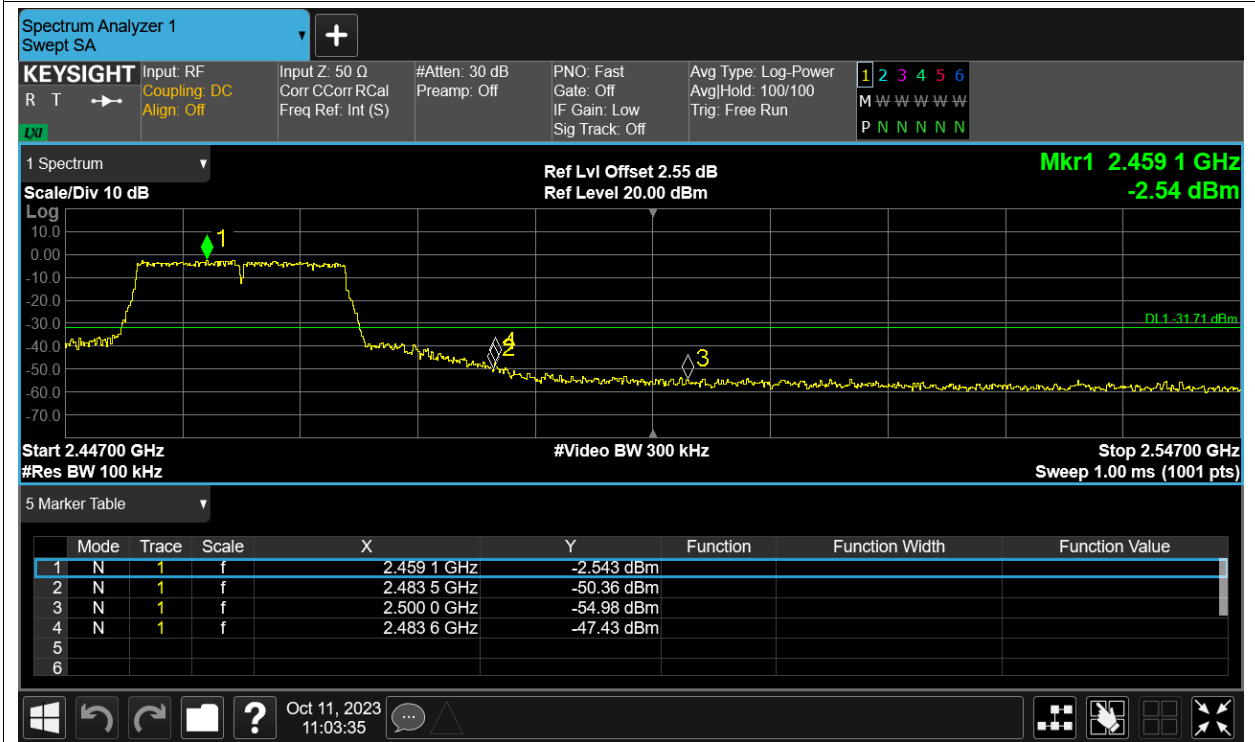 Spectrum Analyzer 1
Swept SA
+
KEYSIGHT
R T
LXI
Input: RF
Coupling: DC
Align: Off
Input Z: 50 Ω
Corr CCorr RCal
Freq Ref: Int (S)
#Atten: 30 dB
Preamp: Off
PNO: Fast
Gate: Off
IF Gain: Low
Sig Track: Off
Avg Type: Log-Power
Avg|Hold: 100/100
Trig: Free Run
1 2 3 4 5 6
M W W W W W
P N N N N N
1 Spectrum
Scale/Div 10 dB
Ref Lvl Offset 2.55 dB
Ref Level 20.00 dBm
Mkr1 2.459 1 GHz
-2.54 dBm
Log
10.0
0.00
-10.0
-20.0
-30.0
-40.0
-50.0
-60.0
-70.0
1
4
2
3
DL1 -31.71 dBm
Start 2.44700 GHz
#Res BW 100 kHz
#Video BW 300 kHz
Stop 2.54700 GHz
Sweep 1.00 ms (1001 pts)
5 Marker Table
Mode Trace Scale X Y Function Function Width Function Value
1 N 1 f 2.459 1 GHz -2.543 dBm
2 N 1 f 2.483 5 GHz -50.36 dBm
3 N 1 f 2.500 0 GHz -54.98 dBm
4 N 1 f 2.483 6 GHz -47.43 dBm
5
6
?
Oct 11, 2023
11:03:35